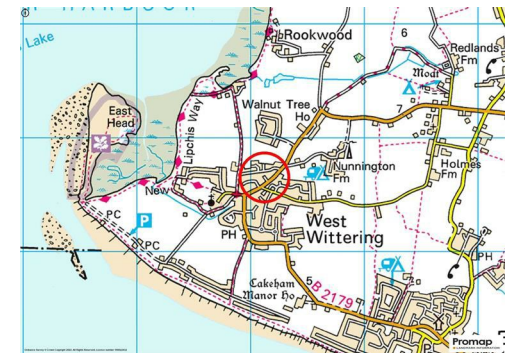 Lake
Rookwood
6
Redlands
Fm
Moat
East
Head
Lipchis Way
Walnut Tree
Ho
7
Nunnington
Fm
Holmes
Fm
New
PC
P
PC
PH
West
Wittering
PH
Cakeham
Manor Ho
5
B 2179
P
Promap